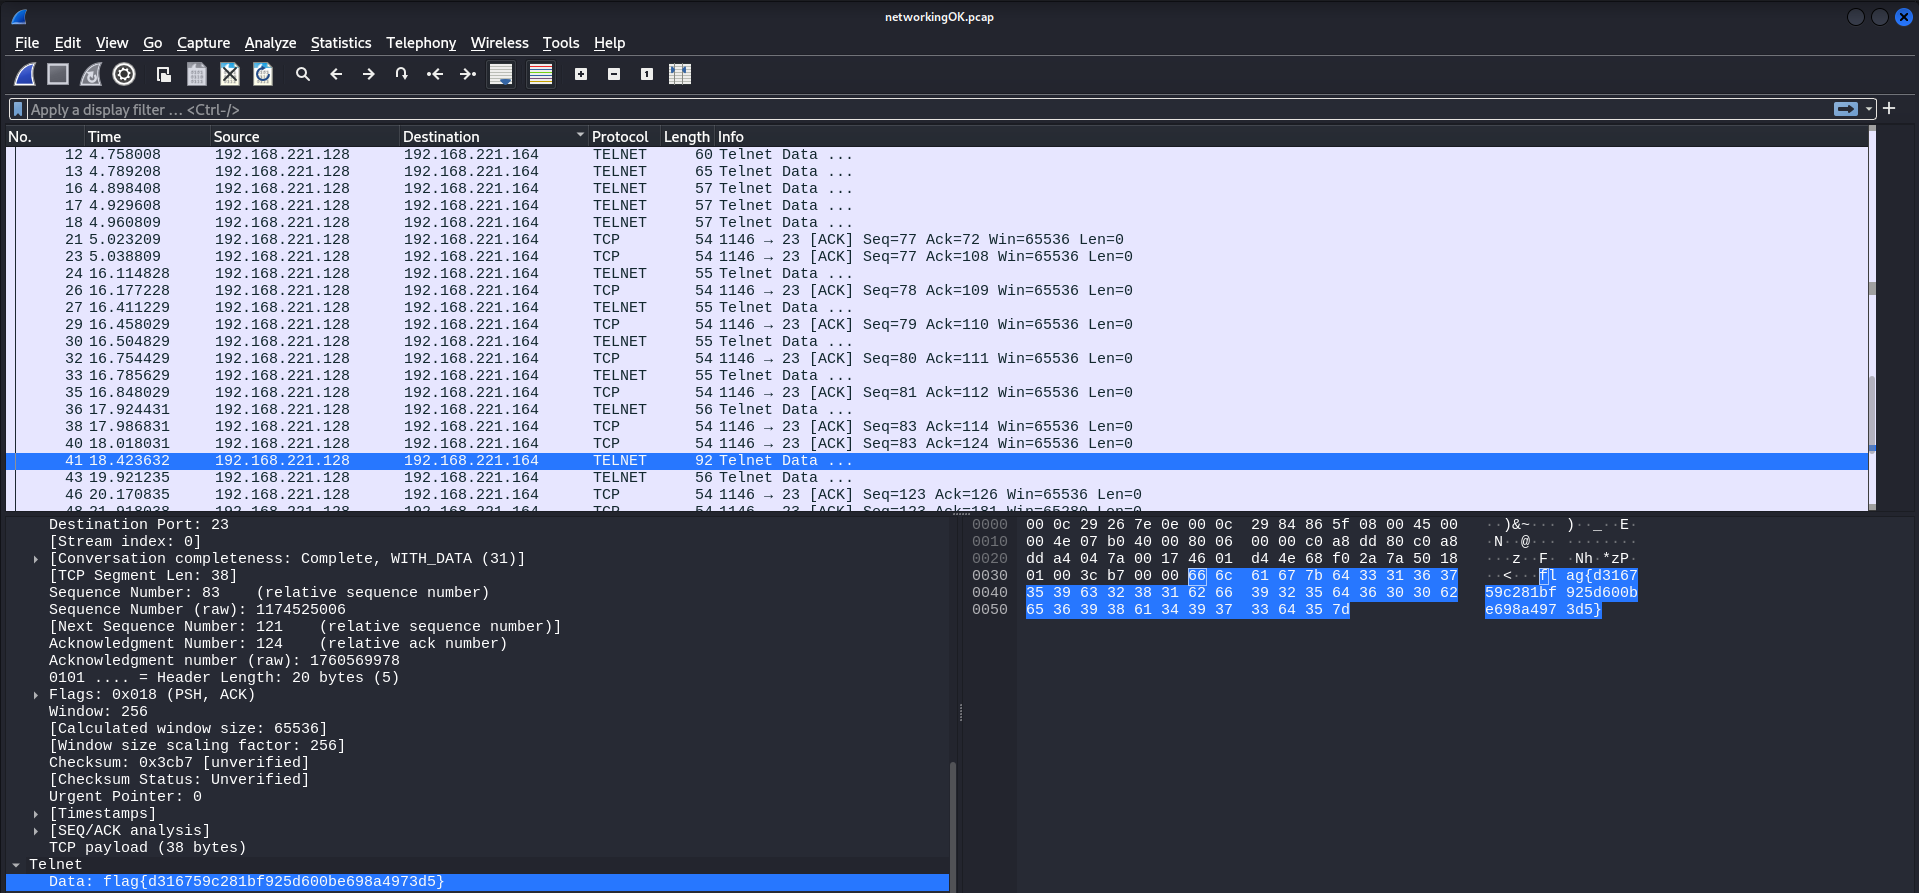 networkingOK.pcap
File Edit View Go Capture Analyze Statistics Telephony Wireless Tools Help
Apply a display filter … <Ctrl-/>
No. Time Source Destination Protocol Length Info
12 4.758008 192.168.221.128 192.168.221.164 TELNET 60 Telnet Data ...
13 4.789208 192.168.221.128 192.168.221.164 TELNET 65 Telnet Data ...
16 4.898408 192.168.221.128 192.168.221.164 TELNET 57 Telnet Data ...
17 4.929608 192.168.221.128 192.168.221.164 TELNET 57 Telnet Data ...
18 4.960809 192.168.221.128 192.168.221.164 TELNET 57 Telnet Data ...
21 5.023209 192.168.221.128 192.168.221.164 TCP 54 1146 → 23 [ACK] Seq=77 Ack=72 Win=65536 Len=0
23 5.038809 192.168.221.128 192.168.221.164 TCP 54 1146 → 23 [ACK] Seq=77 Ack=108 Win=65536 Len=0
24 16.114828 192.168.221.128 192.168.221.164 TELNET 55 Telnet Data ...
26 16.177228 192.168.221.128 192.168.221.164 TCP 54 1146 → 23 [ACK] Seq=78 Ack=109 Win=65536 Len=0
27 16.411229 192.168.221.128 192.168.221.164 TELNET 55 Telnet Data ...
29 16.458029 192.168.221.128 192.168.221.164 TCP 54 1146 → 23 [ACK] Seq=79 Ack=110 Win=65536 Len=0
30 16.504829 192.168.221.128 192.168.221.164 TELNET 55 Telnet Data ...
32 16.754429 192.168.221.128 192.168.221.164 TCP 54 1146 → 23 [ACK] Seq=80 Ack=111 Win=65536 Len=0
33 16.785629 192.168.221.128 192.168.221.164 TELNET 55 Telnet Data ...
35 16.848029 192.168.221.128 192.168.221.164 TCP 54 1146 → 23 [ACK] Seq=81 Ack=112 Win=65536 Len=0
36 17.924431 192.168.221.128 192.168.221.164 TELNET 56 Telnet Data ...
38 17.986831 192.168.221.128 192.168.221.164 TCP 54 1146 → 23 [ACK] Seq=83 Ack=114 Win=65536 Len=0
40 18.018031 192.168.221.128 192.168.221.164 TCP 54 1146 → 23 [ACK] Seq=83 Ack=124 Win=65536 Len=0
41 18.423632 192.168.221.128 192.168.221.164 TELNET 92 Telnet Data ...
43 19.921235 192.168.221.128 192.168.221.164 TELNET 56 Telnet Data ...
46 20.170835 192.168.221.128 192.168.221.164 TCP 54 1146 → 23 [ACK] Seq=123 Ack=126 Win=65536 Len=0
48 21.918038 192.168.221.128 192.168.221.164 TCP 54 1146 → 23 [ACK] Seq=123 Ack=181 Win=65280 Len=0
Destination Port: 23
[Stream index: 0]
[Conversation completeness: Complete, WITH_DATA (31)]
[TCP Segment Len: 38]
Sequence Number: 83 (relative sequence number)
Sequence Number (raw): 1174525006
[Next Sequence Number: 121 (relative sequence number)]
Acknowledgment Number: 124 (relative ack number)
Acknowledgment number (raw): 1760569978
0101 .... = Header Length: 20 bytes (5)
Flags: 0x018 (PSH, ACK)
Window: 256
[Calculated window size: 65536]
[Window size scaling factor: 256]
Checksum: 0x3cb7 [unverified]
[Checksum Status: Unverified]
Urgent Pointer: 0
[Timestamps]
[SEQ/ACK analysis]
TCP payload (38 bytes)
Telnet
Data: flag{d316759c281bf925d600be698a4973d5}
0000 00 0c 29 26 7e 0e 00 0c 29 84 86 5f 08 00 45 00 ··)&~··· )··_··E·
0010 00 4e 07 b0 40 00 80 06 00 00 c0 a8 dd 80 c0 a8 ·N··@··· ········
0020 dd a4 04 7a 00 17 46 01 d4 4e 68 f0 2a 7a 50 18 ···z··F· ·Nh·*zP·
0030 01 00 3c b7 00 00 66 6c 61 67 7b 64 33 31 36 37 ··<···fl ag{d3167
0040 35 39 63 32 38 31 62 66 39 32 35 64 36 30 30 62 59c281bf 925d600b
0050 65 36 39 38 61 34 39 37 33 64 35 7d e698a497 3d5}